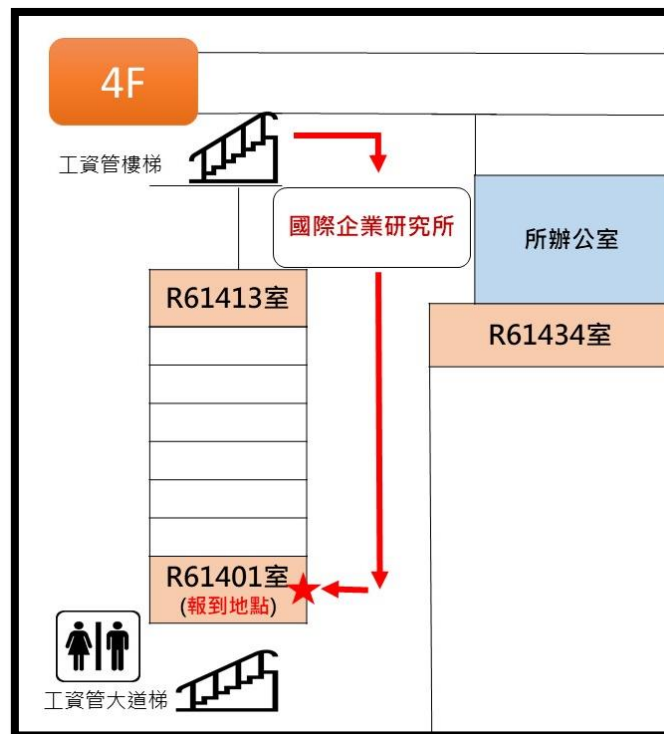 4F
工資管樓梯
國際企業研究所
所辦公室
R61413室
R61434室
R61401室
(報到地點)
工資管大道梯